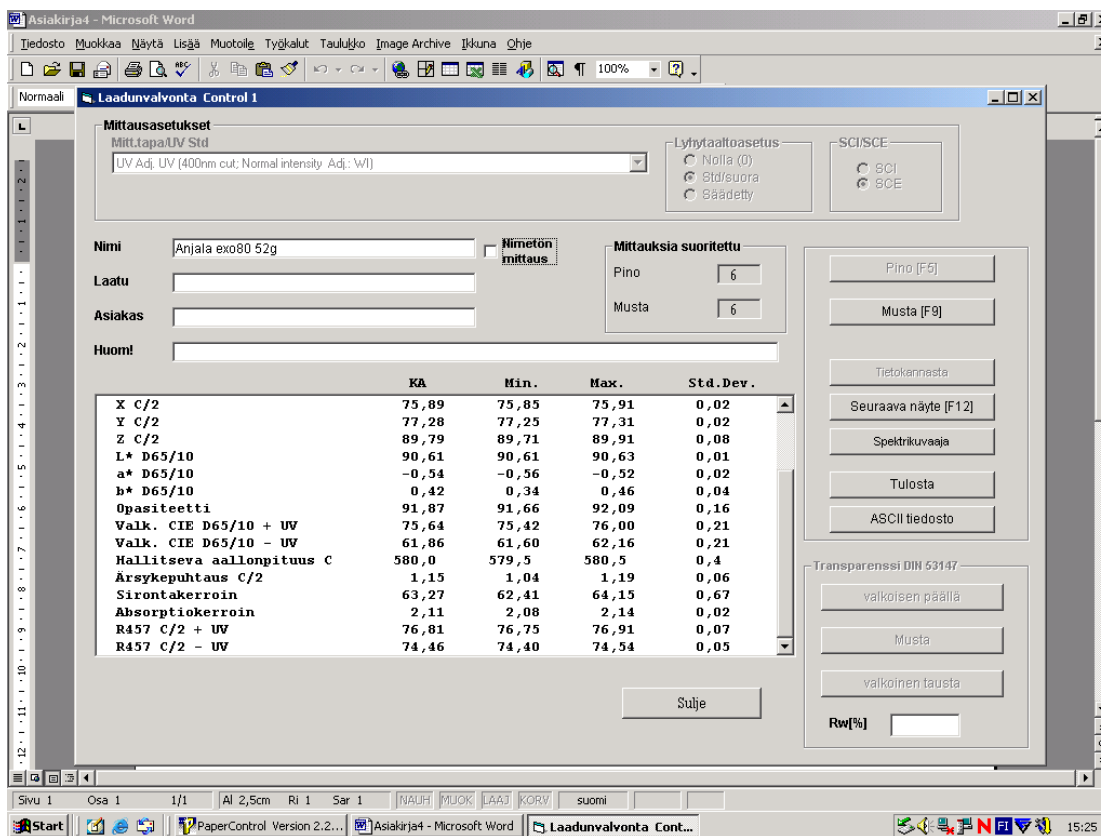 Asiakirja4 - Microsoft Word
Tiedosto Muokkaa Näytä Lisää Muotoile Työkalut Taulukko Image Archive Ikkuna Ohje
100%
Normaali
Laadunvalvonta Control 1
Mittausasetukset
Mitt.tapa/UV Std
UV Adj. UV (400nm cut; Normal intensity Adj.: WI)
Lyhytaaltoasetus
Nolla (0)
Std/suora
Säädetty
SCI/SCE
SCI
SCE
Nimi Anjala exo80 52g
Nimetön mittaus
Laatu
Asiakas
Huom!
Mittauksia suoritettu
Pino 6
Musta 6
Pino [F5]
Musta [F9]
Tietokannasta
Seuraava näyte [F12]
Spektrikuvaaja
Tulosta
ASCII tiedosto
KA Min. Max. Std.Dev.
X C/2 75,89 75,85 75,91 0,02
Y C/2 77,28 77,25 77,31 0,02
Z C/2 89,79 89,71 89,91 0,08
L* D65/10 90,61 90,61 90,63 0,01
a* D65/10 -0,54 -0,56 -0,52 0,02
b* D65/10 0,42 0,34 0,46 0,04
Opasiteetti 91,87 91,66 92,09 0,16
Valk. CIE D65/10 + UV 75,64 75,42 76,00 0,21
Valk. CIE D65/10 - UV 61,86 61,60 62,16 0,21
Hallitseva aallonpituus C 580,0 579,5 580,5 0,4
Ärsykepuhtaus C/2 1,15 1,04 1,19 0,06
Sirontakerroin 63,27 62,41 64,15 0,67
Absorptiokerroin 2,11 2,08 2,14 0,02
R457 C/2 + UV 76,81 76,75 76,91 0,07
R457 C/2 - UV 74,46 74,40 74,54 0,05
Transparenssi DIN 53147
valkoisen päällä
Musta
valkoinen tausta
Rw[%]
Sulje
Sivu 1 Osa 1 1/1 Al 2,5cm Ri 1 Sar 1 NAUH MUOK LAAJ KORV suomi
Start PaperControl Version 2.2... Asiakirja4 - Microsoft Word Laadunvalvonta Cont... N FI 15:25